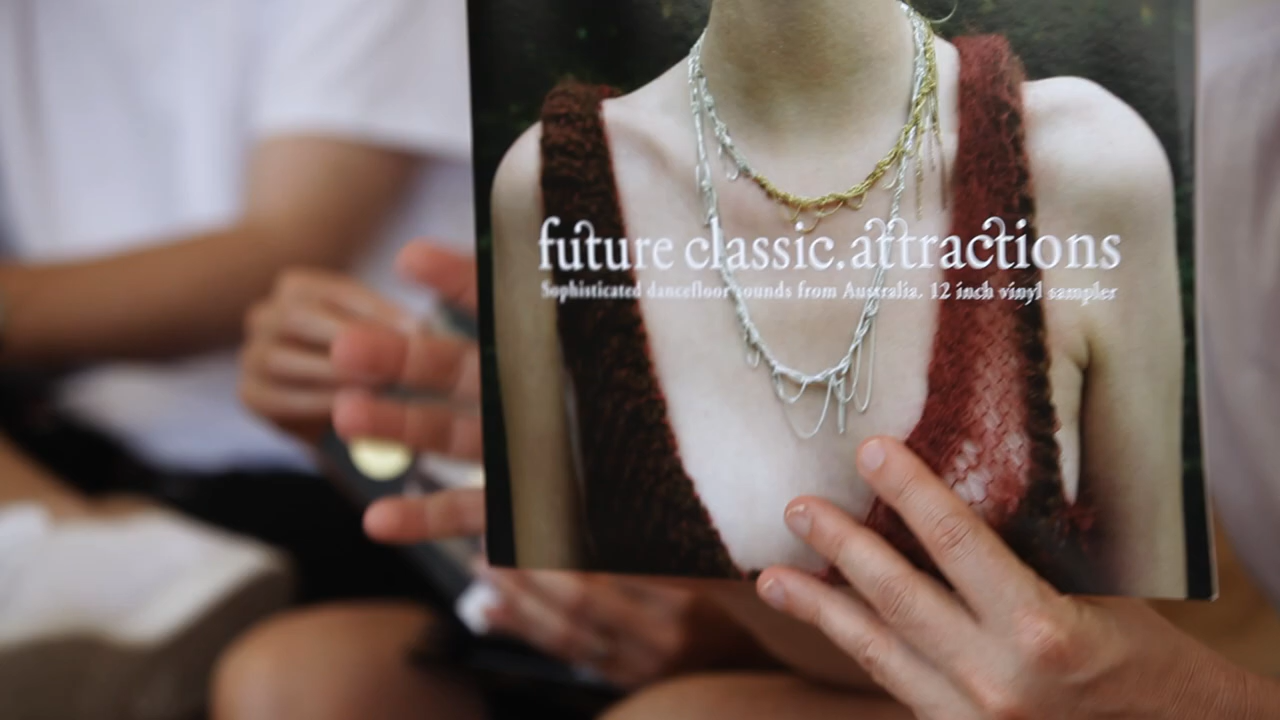 future classic.attractions
Sophisticated dancefloor sounds from Australia. 12 inch vinyl sampler